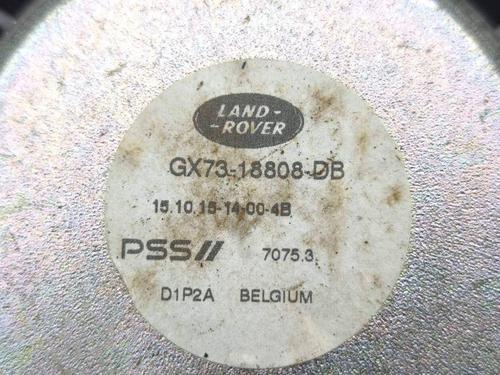 LAND-
-ROVER
GX73-18808-DB
15.10.15-14-00-4B
PSS// 7075.3
D1P2A BELGIUM